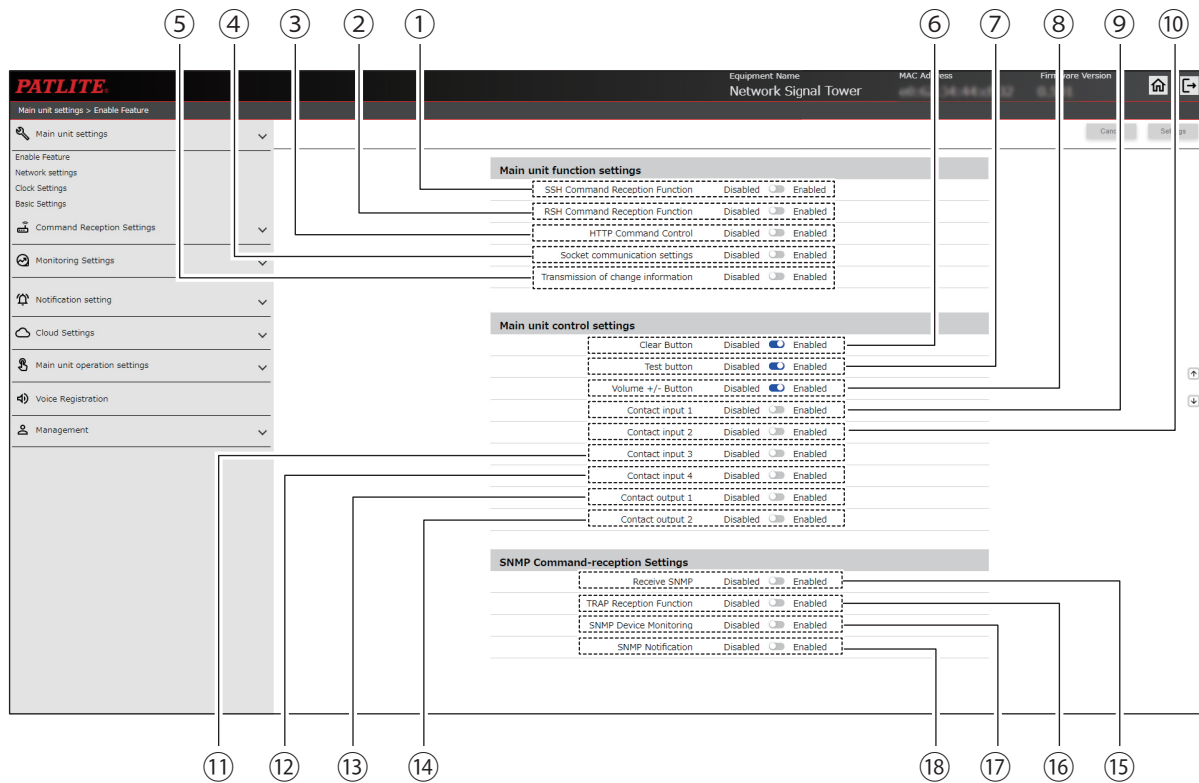 ⑤ ④ ③ ② ① ⑥ ⑦ ⑧ ⑨ ⑩
PATLITE®
Equipment Name
Network Signal Tower
MAC Address
Firmware Version
Main unit settings > Enable Feature
Main unit settings
Enable Feature
Network settings
Clock Settings
Basic Settings
Command Reception Settings
Monitoring Settings
Notification setting
Cloud Settings
Main unit operation settings
Voice Registration
Management
Cancel
Settings
Main unit function settings
SSH Command Reception Function Disabled Enabled
RSH Command Reception Function Disabled Enabled
HTTP Command Control Disabled Enabled
Socket communication settings Disabled Enabled
Transmission of change information Disabled Enabled
Main unit control settings
Clear Button Disabled Enabled
Test button Disabled Enabled
Volume +/- Button Disabled Enabled
Contact input 1 Disabled Enabled
Contact input 2 Disabled Enabled
Contact input 3 Disabled Enabled
Contact input 4 Disabled Enabled
Contact output 1 Disabled Enabled
Contact output 2 Disabled Enabled
SNMP Command-reception Settings
Receive SNMP Disabled Enabled
TRAP Reception Function Disabled Enabled
SNMP Device Monitoring Disabled Enabled
SNMP Notification Disabled Enabled
⑪ ⑫ ⑬ ⑭ ⑱ ⑰ ⑯ ⑮